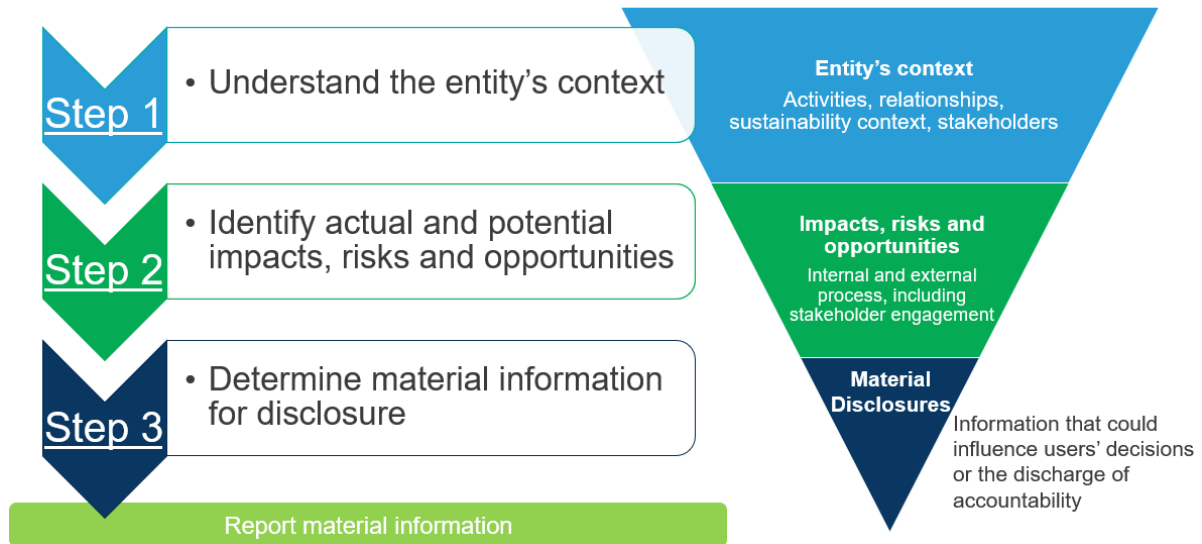 Step 1
• Understand the entity’s context
Step 2
• Identify actual and potential
impacts, risks and opportunities
Step 3
• Determine material information
for disclosure
Report material information
Entity’s context
Activities, relationships,
sustainability context, stakeholders
Impacts, risks and
opportunities
Internal and external
process, including
stakeholder engagement
Material
Disclosures
Information that could
influence users’ decisions
or the discharge of
accountability